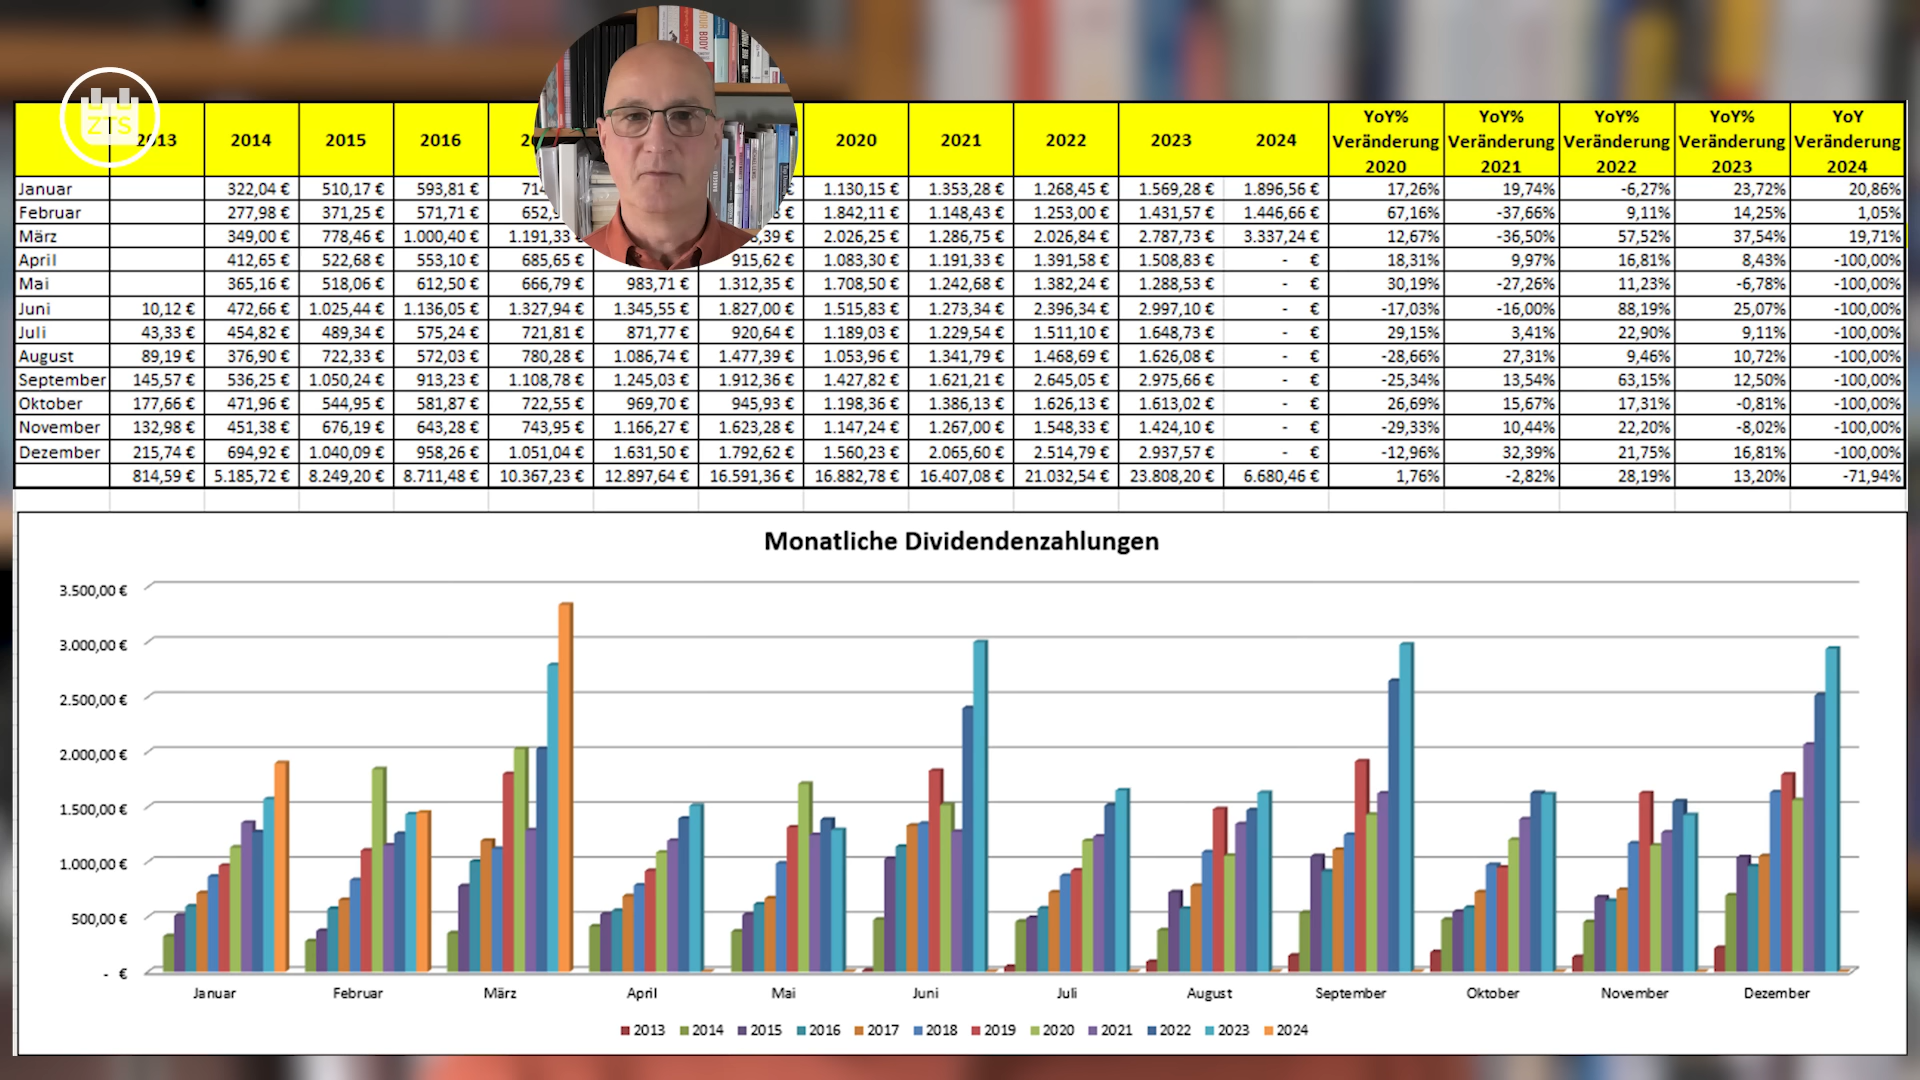 ZTS
2013 2014 2015 2016 2020 2021 2022 2023 2024 YoY% Veränderung 2020 YoY% Veränderung 2021 YoY% Veränderung 2022 YoY% Veränderung 2023 YoY Veränderung 2024
Januar 322,04 € 510,17 € 593,81 € 1.130,15 € 1.353,28 € 1.268,45 € 1.569,28 € 1.896,56 € 17,26% 19,74% -6,27% 23,72% 20,86%
Februar 277,98 € 371,25 € 571,71 € 1.842,11 € 1.148,43 € 1.253,00 € 1.431,57 € 1.446,66 € 67,16% -37,66% 9,11% 14,25% 1,05%
März 349,00 € 778,46 € 1.000,40 € 1.191,33 2.026,25 € 1.286,75 € 2.026,84 € 2.787,73 € 3.337,24 € 12,67% -36,50% 57,52% 37,54% 19,71%
April 412,65 € 522,68 € 553,10 € 685,65 € 915,62 € 1.083,30 € 1.191,33 € 1.391,58 € 1.508,83 € - € 18,31% 9,97% 16,81% 8,43% -100,00%
Mai 365,16 € 518,06 € 612,50 € 666,79 € 983,71 € 1.312,35 € 1.708,50 € 1.242,68 € 1.382,24 € 1.288,53 € - € 30,19% -27,26% 11,23% -6,78% -100,00%
Juni 10,12 € 472,66 € 1.025,44 € 1.136,05 € 1.327,94 € 1.345,55 € 1.827,00 € 1.515,83 € 1.273,34 € 2.396,34 € 2.997,10 € - € -17,03% -16,00% 88,19% 25,07% -100,00%
Juli 43,33 € 454,82 € 489,34 € 575,24 € 721,81 € 871,77 € 920,64 € 1.189,03 € 1.229,54 € 1.511,10 € 1.648,73 € - € 29,15% 3,41% 22,90% 9,11% -100,00%
August 89,19 € 376,90 € 722,33 € 572,03 € 780,28 € 1.086,74 € 1.477,39 € 1.053,96 € 1.341,79 € 1.468,69 € 1.626,08 € - € -28,66% 27,31% 9,46% 10,72% -100,00%
September 145,57 € 536,25 € 1.050,24 € 913,23 € 1.108,78 € 1.245,03 € 1.912,36 € 1.427,82 € 1.621,21 € 2.645,05 € 2.975,66 € - € -25,34% 13,54% 63,15% 12,50% -100,00%
Oktober 177,66 € 471,96 € 544,95 € 581,87 € 722,55 € 969,70 € 945,93 € 1.198,36 € 1.386,13 € 1.626,13 € 1.613,02 € - € 26,69% 15,67% 17,31% -0,81% -100,00%
November 132,98 € 451,38 € 676,19 € 643,28 € 743,95 € 1.166,27 € 1.623,28 € 1.147,24 € 1.267,00 € 1.548,33 € 1.424,10 € - € -29,33% 10,44% 22,20% -8,02% -100,00%
Dezember 215,74 € 694,92 € 1.040,09 € 958,26 € 1.051,04 € 1.631,50 € 1.792,62 € 1.560,23 € 2.065,60 € 2.514,79 € 2.937,57 € - € -12,96% 32,39% 21,75% 16,81% -100,00%
814,59 € 5.185,72 € 8.249,20 € 8.711,48 € 10.367,23 € 12.897,64 € 16.591,36 € 16.882,78 € 16.407,08 € 21.032,54 € 23.808,20 € 6.680,46 € 1,76% -2,82% 28,19% 13,20% -71,94%
Monatliche Dividendenzahlungen
3.500,00 €
3.000,00 €
2.500,00 €
2.000,00 €
1.500,00 €
1.000,00 €
500,00 €
- €
Januar Februar März April Mai Juni Juli August September Oktober November Dezember
2013 2014 2015 2016 2017 2018 2019 2020 2021 2022 2023 2024